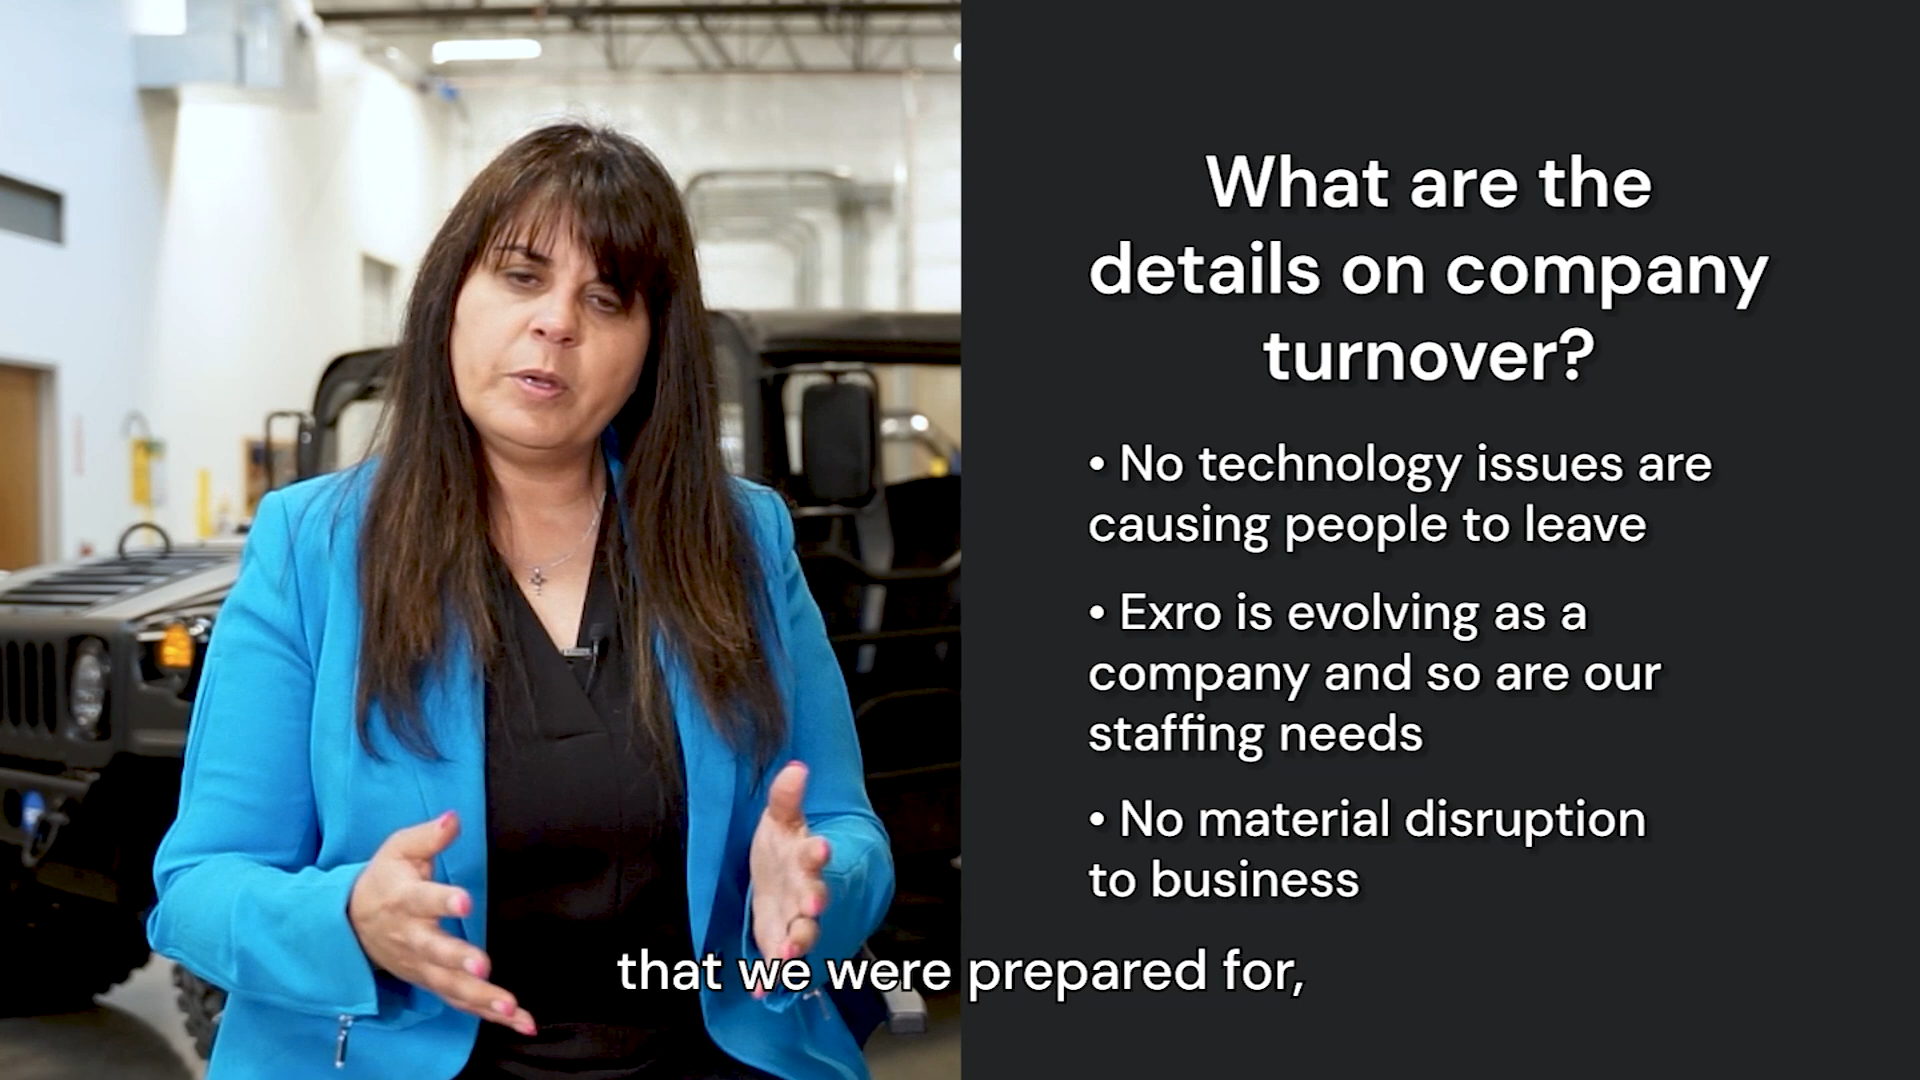 What are the
details on company
turnover?
• No technology issues are
causing people to leave
• Exro is evolving as a
company and so are our
staffing needs
• No material disruption
to business
that we were prepared for,